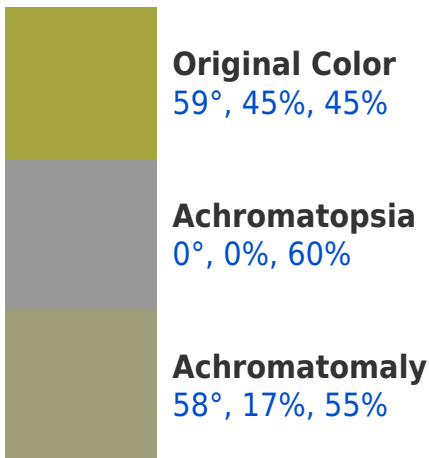 Original Color
59°, 45%, 45%
Achromatopsia
0°, 0%, 60%
Achromatomaly
58°, 17%, 55%